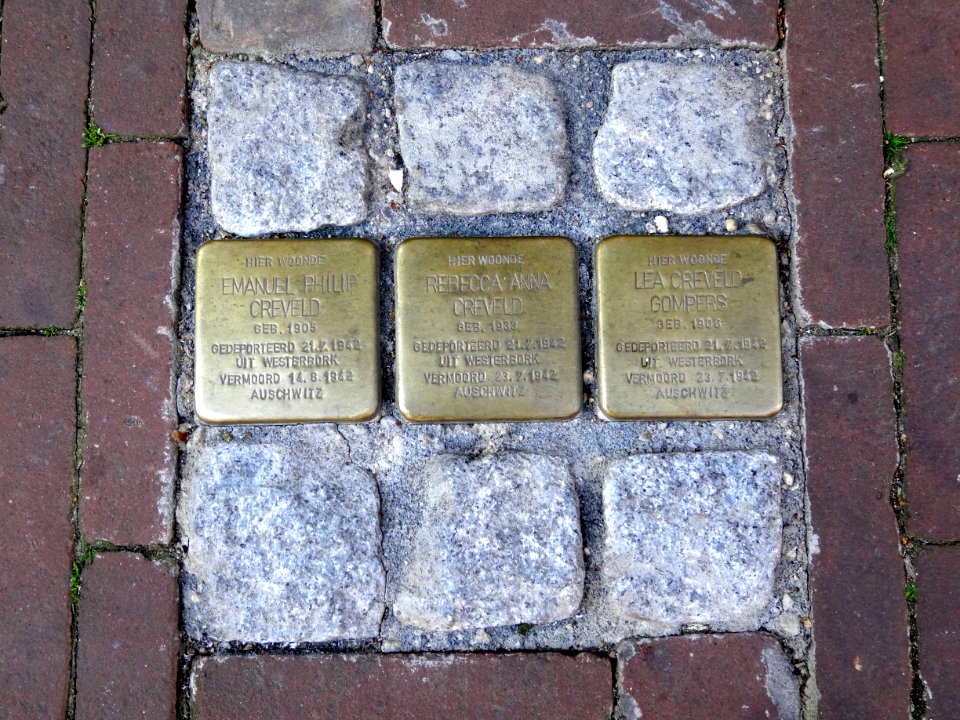 HIER WOONDE
EMANUEL PHILIP
CREVELD
GEB. 1905
GEDEPORTEERD 21.7.1942
UIT WESTERBORK
VERMOORD 14.8.1942
AUSCHWITZ
HIER WOONDE
REBECCA ANNA
CREVELD
GEB.
GEDEPORTEERD 21.7.1942
UIT WESTERBORK
VERMOORD 23.7.1942
AUSCHWITZ
HIER WOONDE
LEA CREVELD-
GOMPERS
GEB. 1906
GEDEPORTEERD 21.7.1942
UIT WESTERBORK
VERMOORD 23.7.1942
AUSCHWITZ